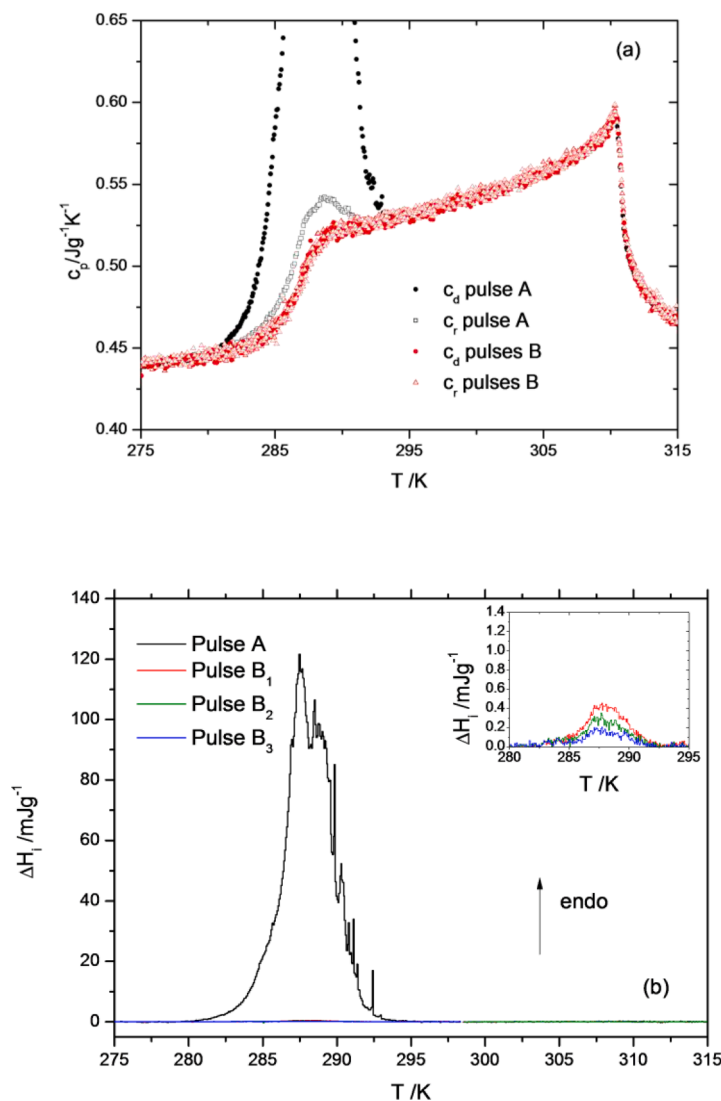 0.65
(a)
0.60
0.55
0.50
0.45
0.40
c_p/Jg⁻¹K⁻¹
c_d pulse A
c_r pulse A
c_d pulses B
c_r pulses B
275 285 295 305 315
T /K
140
120
100
80
60
40
20
0
ΔH_i /mJg⁻¹
Pulse A
Pulse B₁
Pulse B₂
Pulse B₃
1.4
1.2
1.0
0.8
0.6
0.4
0.2
0.0
ΔH_i /mJg⁻¹
280 285 290 295
T /K
endo
(b)
275 280 285 290 295 300 305 310 315
T /K